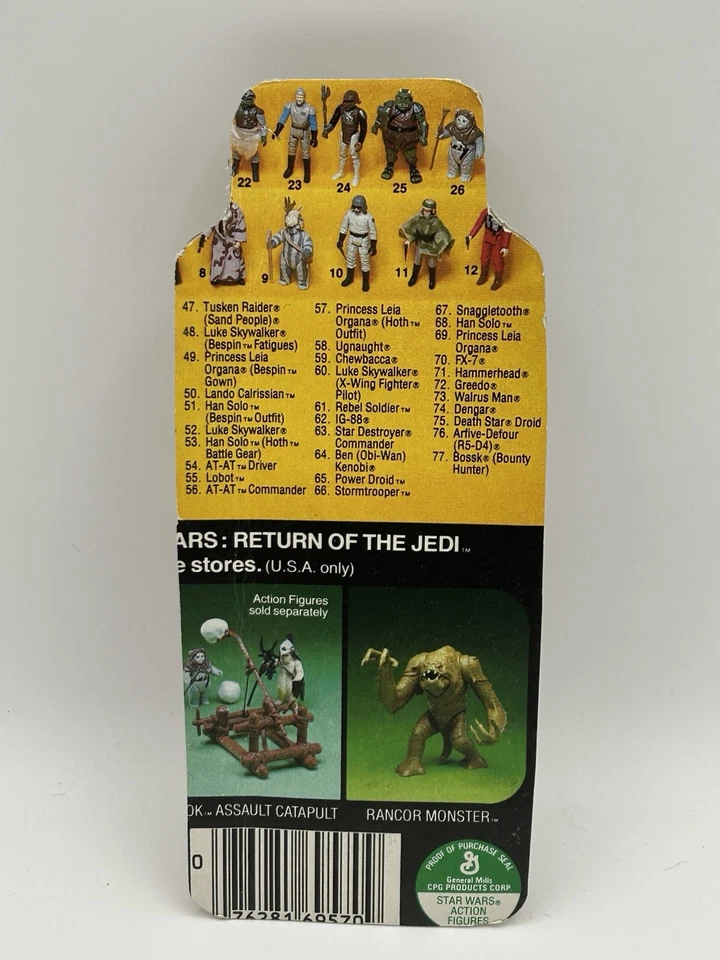 22 23 24 25 26
8 9 10 11 12
47. Tusken Raider®
(Sand People)®
48. Luke Skywalker®
(Bespin™ Fatigues)
49. Princess Leia
Organa® (Bespin™
Gown)
50. Lando Calrissian™
51. Han Solo™
(Bespin™ Outfit)
52. Luke Skywalker®
53. Han Solo™ (Hoth™
Battle Gear)
54. AT-AT™ Driver
55. Lobot™
56. AT-AT™ Commander
57. Princess Leia
Organa® (Hoth™
Outfit)
58. Ugnaught®
59. Chewbacca®
60. Luke Skywalker®
(X-Wing Fighter®
Pilot)
61. Rebel Soldier™
62. IG-88®
63. Star Destroyer®
Commander
64. Ben (Obi-Wan)
Kenobi®
65. Power Droid™
66. Stormtrooper™
67. Snaggletooth®
68. Han Solo™
69. Princess Leia
Organa®
70. FX-7®
71. Hammerhead®
72. Greedo®
73. Walrus Man®
74. Dengar®
75. Death Star® Droid
76. Arfive-Defour
(R5-D4)®
77. Bossk® (Bounty
Hunter)
ARS: RETURN OF THE JEDI™
e stores. (U.S.A. only)
Action Figures
sold separately
OK™ ASSAULT CATAPULT
RANCOR MONSTER™
0
76281 69570
PROOF OF PURCHASE SEAL
General Mills
CPG PRODUCTS CORP
STAR WARS®
ACTION
FIGURES